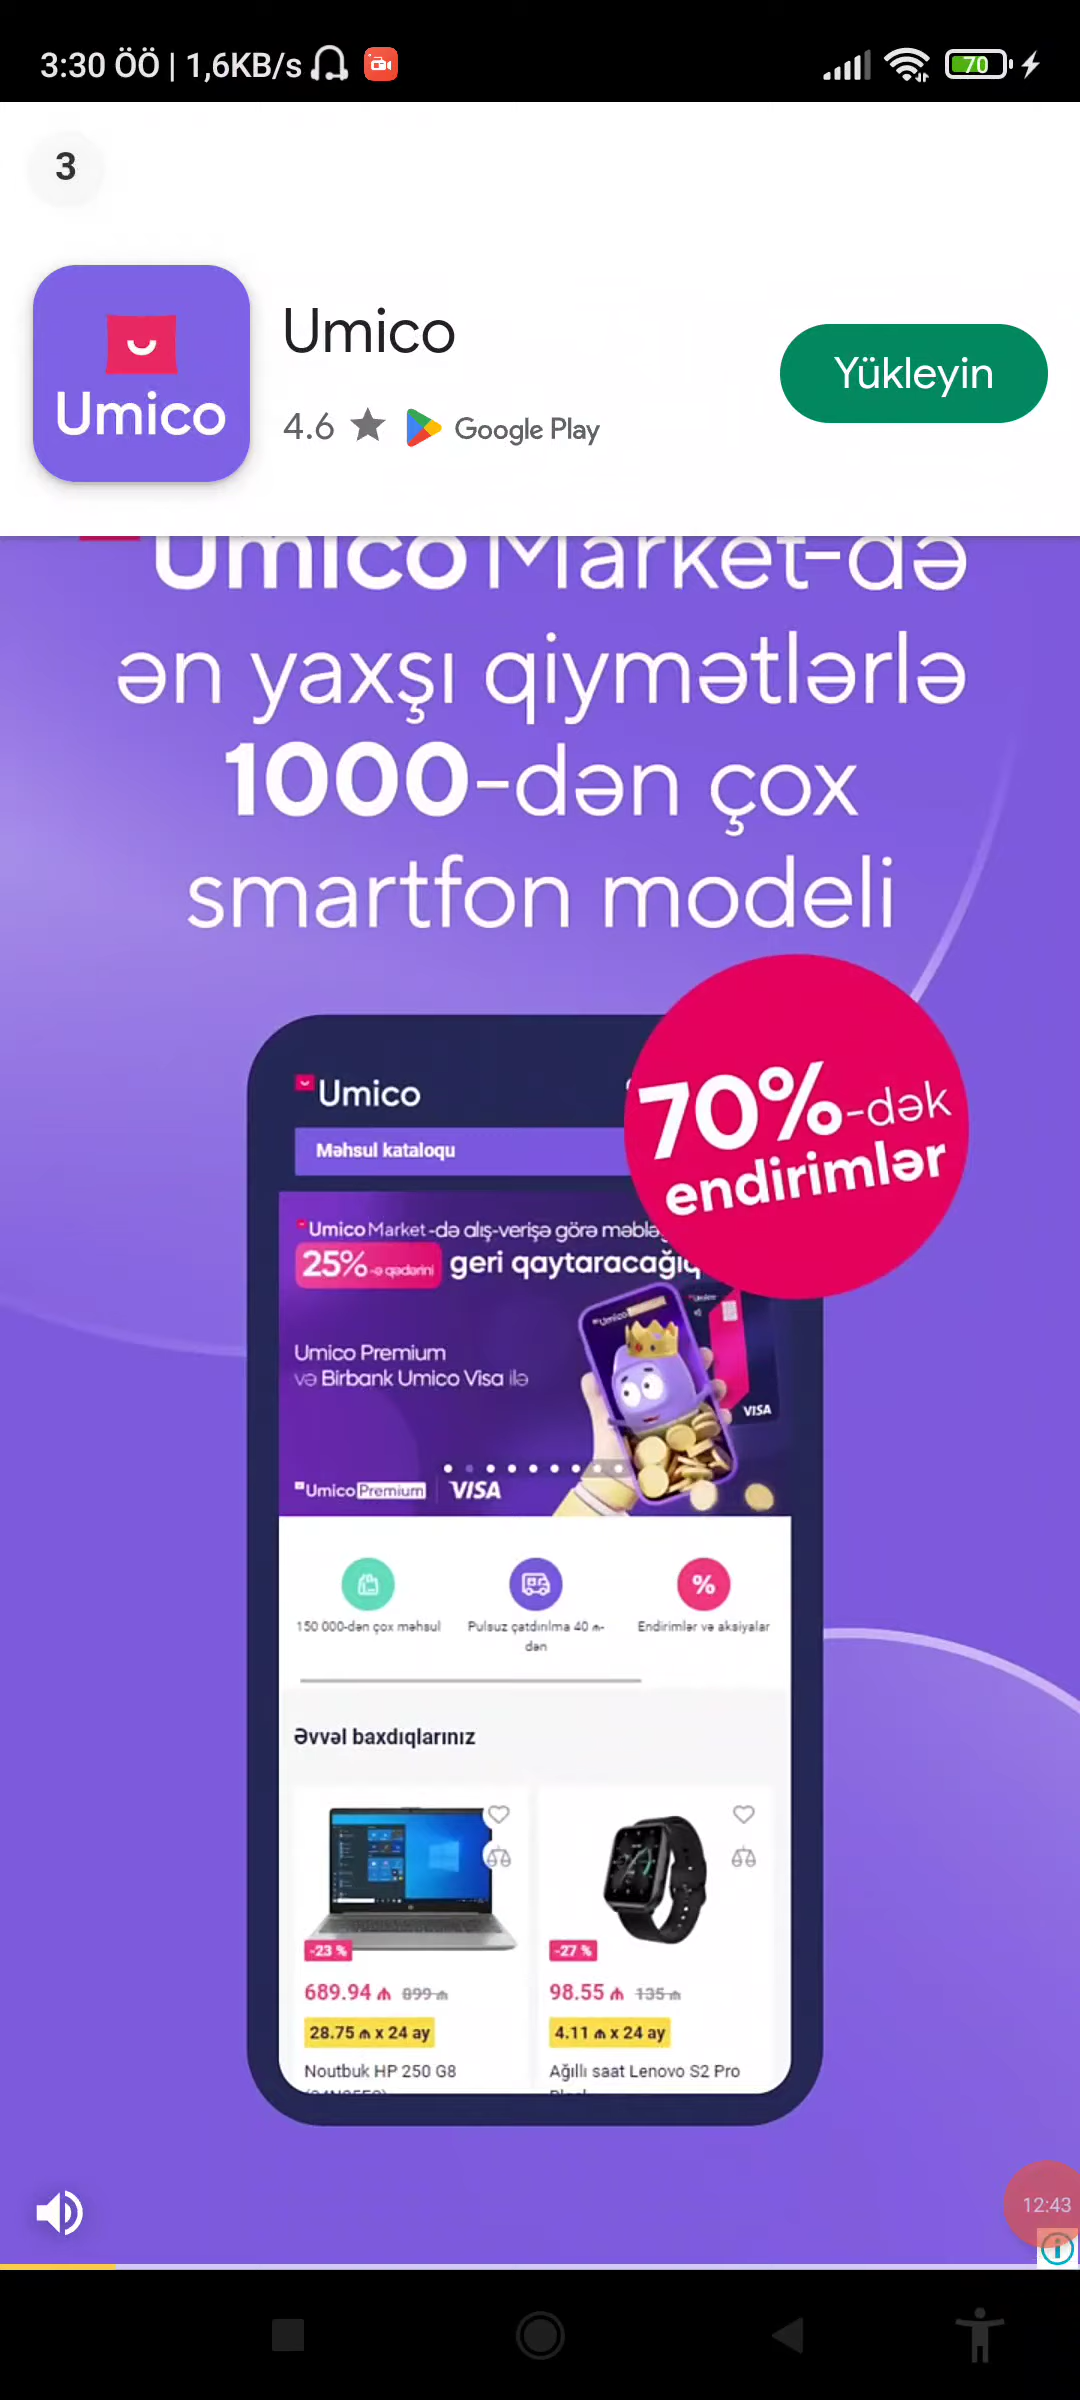 3:30 ÖÖ | 1,6KB/s
70
3
Umico
Umico
4.6 ★ Google Play
Yükleyin
Umico Market-də
ən yaxşı qiymətlərlə
1000-dən çox
smartfon modeli
70%-dək
endirimlər
Umico
Məhsul kataloqu
Umico Market-də alış-verişə görə
25%-ə qədərini geri qaytaracağıq
Umico
Umico Premium
və Birbank Umico Visa ilə
VISA
Umico Premium VISA
150 000-dən çox məhsul
Pulsuz çatdırılma 40 ₼-
dən
%
Endirimlər və aksiyalar
Əvvəl baxdıqlarınız
-23 %
689.94 ₼ 899 ₼
28.75 ₼ x 24 ay
Noutbuk HP 250 G8
-27 %
98.55 ₼ 135 ₼
4.11 ₼ x 24 ay
Ağıllı saat Lenovo S2 Pro
12:43